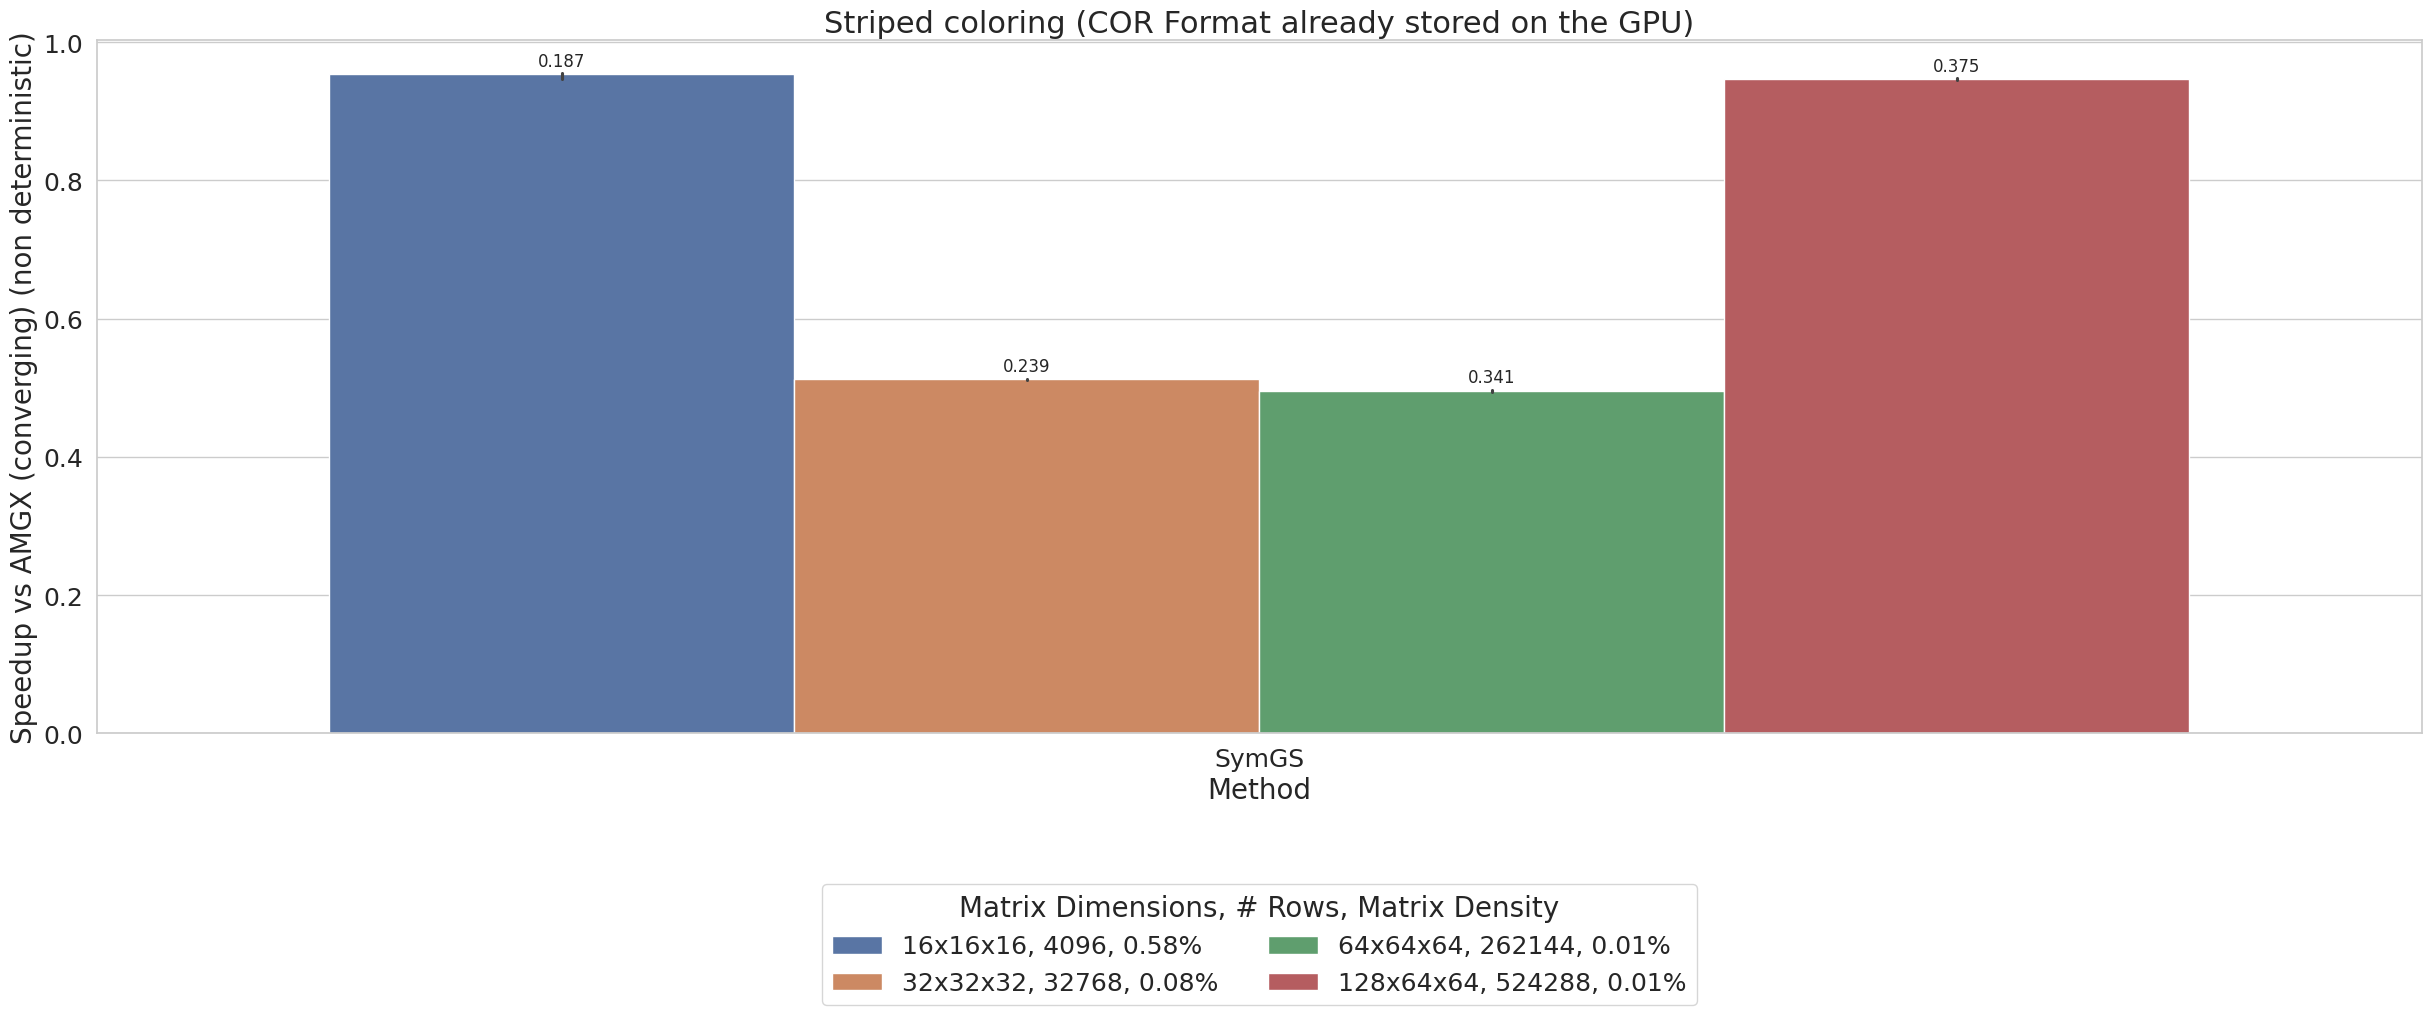 Striped coloring (COR Format already stored on the GPU)
Speedup vs AMGX (converging) (non deterministic)
1.0
0.8
0.6
0.4
0.2
0.0
0.187
0.239
0.341
0.375
SymGS
Method
Matrix Dimensions, # Rows, Matrix Density
16x16x16, 4096, 0.58%
32x32x32, 32768, 0.08%
64x64x64, 262144, 0.01%
128x64x64, 524288, 0.01%